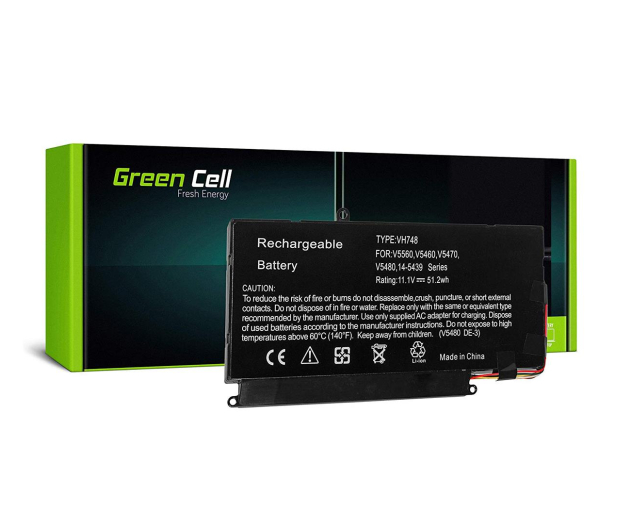 Green Cell
Fresh Energy
Rechargeable
Battery
TYPE:VH748
FOR:V5560,V5460,V5470,
V5480,14-5439 Series
Rating:11.1V⎓51.2wh
CAUTION:
To reduce the risk of fire or burns do not disassemble,crush, puncture, or short external
contacts. Do not dispose of in fire or water. Replace only with the same or equivalent type
recommended by the manufacturer. Use only supplied AC adapter for charging. Dispose
of used batteries according to the manufacturer instructions. Do not expose to high
temperatures above 60°C (140°F). Keep away from children. (V5480 DE-3)
CE
Li-ion
Made in China